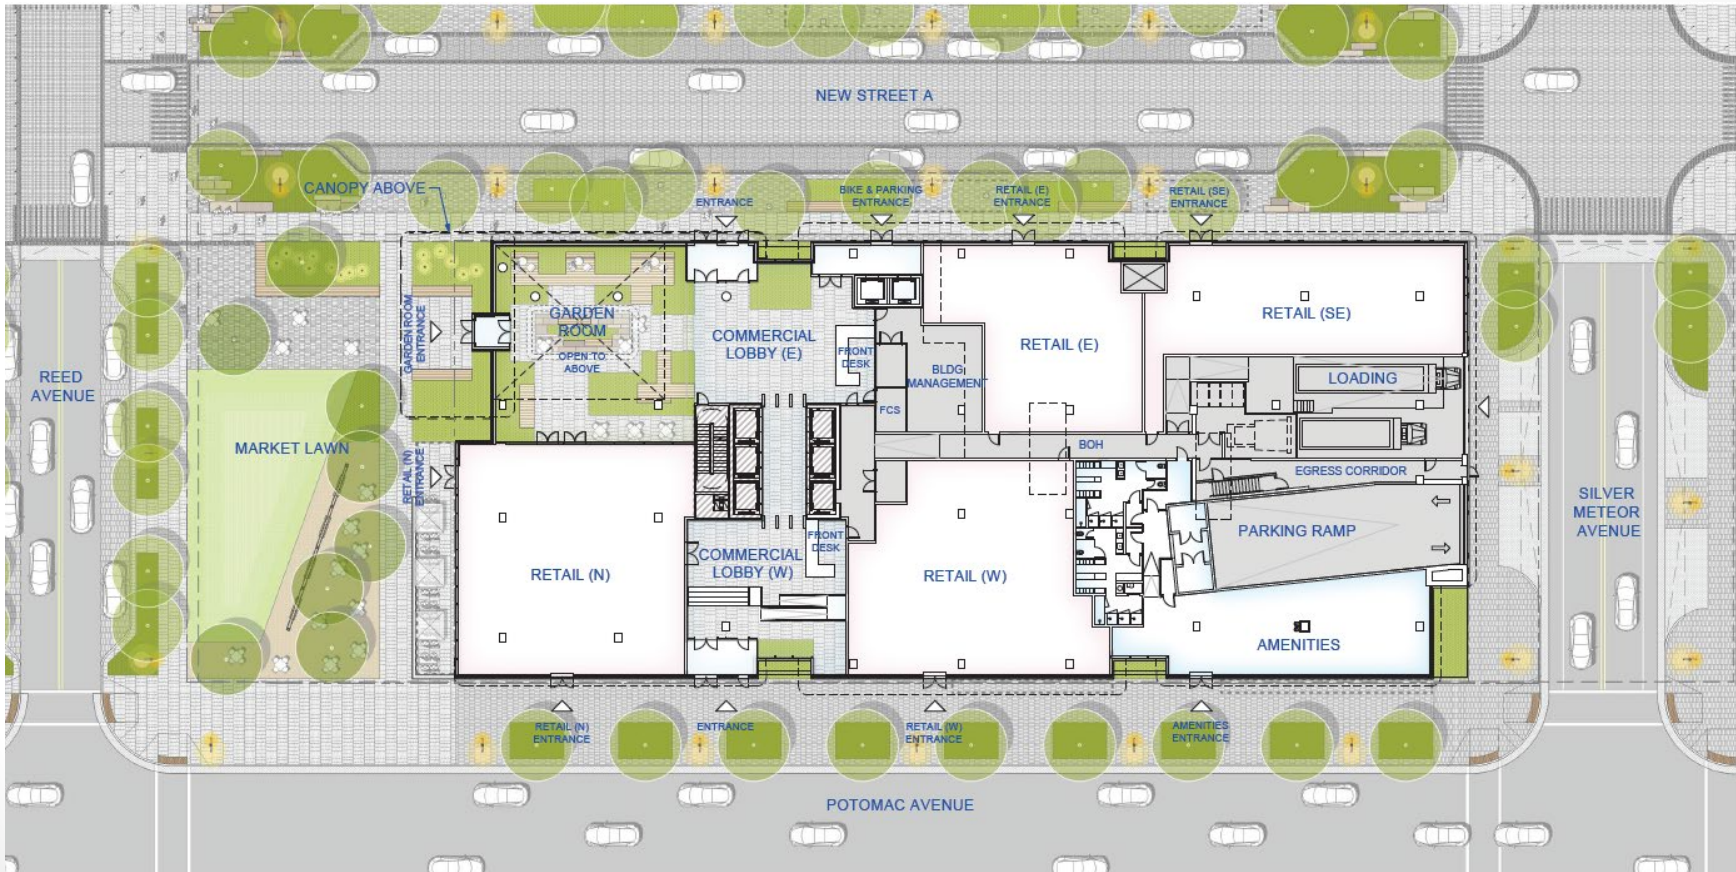 NEW STREET A
CANOPY ABOVE
ENTRANCE
BIKE & PARKING
ENTRANCE
RETAIL (E)
ENTRANCE
RETAIL (SE)
ENTRANCE
GARDEN ROOM
ENTRANCE
GARDEN
ROOM
OPEN TO
ABOVE
COMMERCIAL
LOBBY (E)
FRONT
DESK
BLDG
MANAGEMENT
FCS
RETAIL (E)
RETAIL (SE)
LOADING
REED
AVENUE
MARKET LAWN
RETAIL (N)
ENTRANCE
BOH
EGRESS CORRIDOR
SILVER
METEOR
AVENUE
PARKING RAMP
RETAIL (N)
COMMERCIAL
LOBBY (W)
FRONT
DESK
RETAIL (W)
AMENITIES
RETAIL (N)
ENTRANCE
ENTRANCE
RETAIL (W)
ENTRANCE
AMENITIES
ENTRANCE
POTOMAC AVENUE